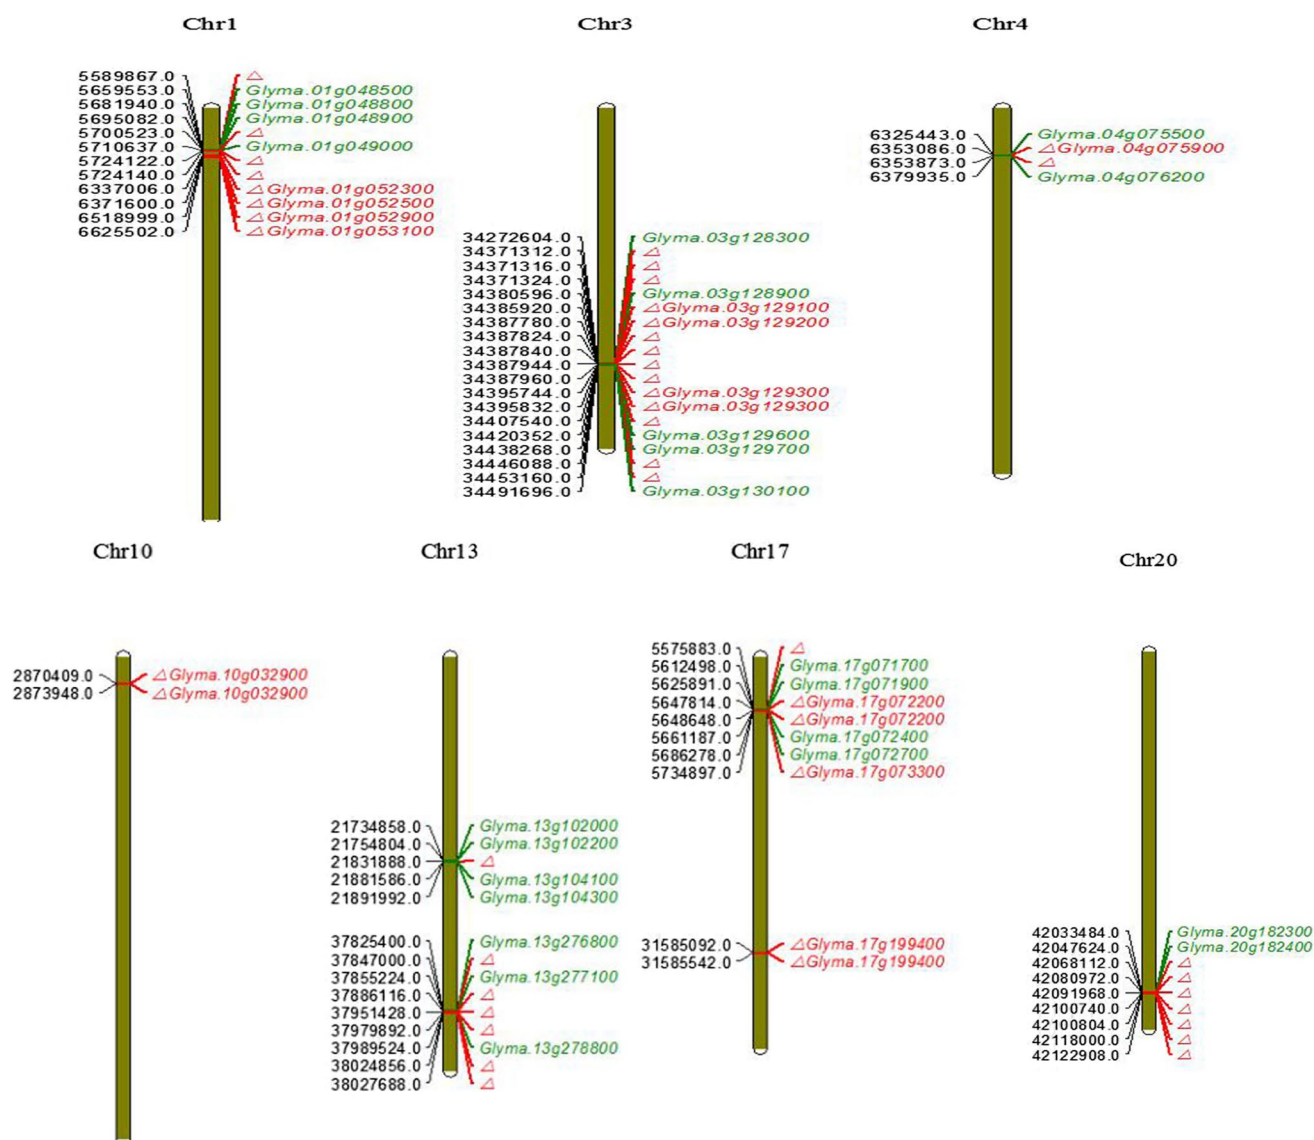 Chr1
5589867.0 △
5659553.0 Glyma.01g048500
5681940.0 Glyma.01g048800
5695082.0 Glyma.01g048900
5700523.0 △
5710637.0 Glyma.01g049000
5724122.0 △
5724140.0 △
6337006.0 △Glyma.01g052300
6371600.0 △Glyma.01g052500
6518999.0 △Glyma.01g052900
6625502.0 △Glyma.01g053100
Chr3
34272604.0 Glyma.03g128300
34371312.0 △
34371316.0 △
34371324.0 △
34380596.0 Glyma.03g128900
34385920.0 △Glyma.03g129100
34387780.0 △Glyma.03g129200
34387824.0 △
34387840.0 △
34387944.0 △
34387960.0 △
34395744.0 △Glyma.03g129300
34395832.0 △Glyma.03g129300
34407540.0 △
34420352.0 Glyma.03g129600
34438268.0 Glyma.03g129700
34446088.0 △
34453160.0 △
34491696.0 Glyma.03g130100
Chr4
6325443.0 Glyma.04g075500
6353086.0 △Glyma.04g075900
6353873.0 △
6379935.0 Glyma.04g076200
Chr10
2870409.0 △Glyma.10g032900
2873948.0 △Glyma.10g032900
Chr13
21734858.0 Glyma.13g102000
21754804.0 Glyma.13g102200
21831888.0 △
21881586.0 Glyma.13g104100
21891992.0 Glyma.13g104300
37825400.0 Glyma.13g276800
37847000.0 △
37855224.0 Glyma.13g277100
37886116.0 △
37951428.0 △
37979892.0 △
37989524.0 Glyma.13g278800
38024856.0 △
38027688.0 △
Chr17
5575883.0 △
5612498.0 Glyma.17g071700
5625891.0 Glyma.17g071900
5647814.0 △Glyma.17g072200
5648648.0 △Glyma.17g072200
5661187.0 Glyma.17g072400
5686278.0 Glyma.17g072700
5734897.0 △Glyma.17g073300
31585092.0 △Glyma.17g199400
31585542.0 △Glyma.17g199400
Chr20
42033484.0 Glyma.20g182300
42047624.0 Glyma.20g182400
42068112.0 △
42080972.0 △
42091968.0 △
42100740.0 △
42100804.0 △
42118000.0 △
42122908.0 △